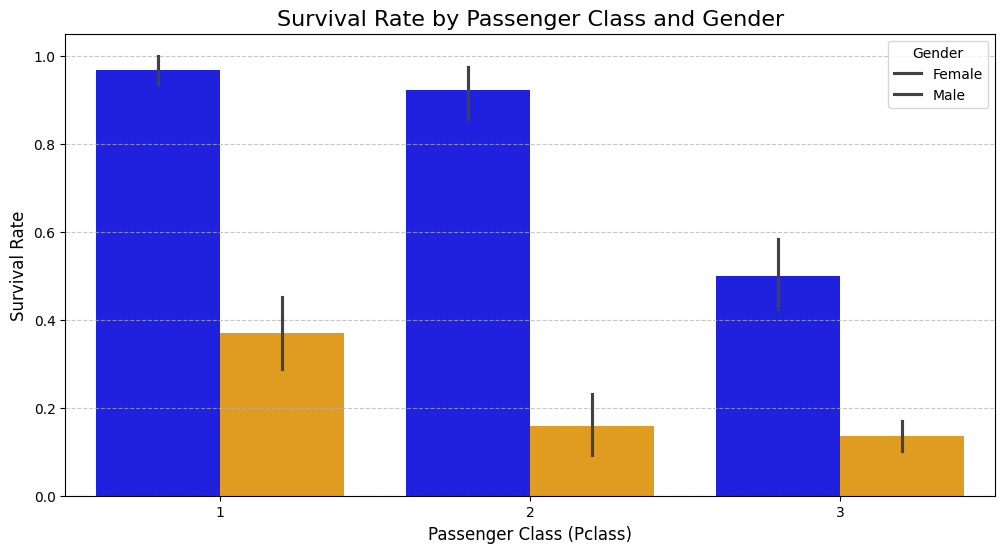 Survival Rate by Passenger Class and Gender
Gender
Female
Male
Survival Rate
1.0
0.8
0.6
0.4
0.2
0.0
1
2
3
Passenger Class (Pclass)